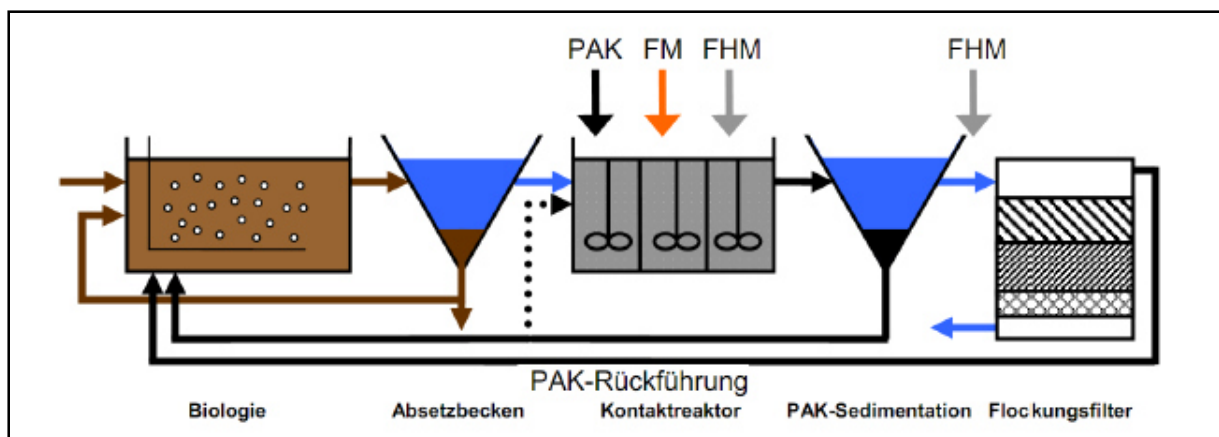 PAK FM FHM FHM
PAK-Rückführung
Biologie Absetzbecken Kontaktreaktor PAK-Sedimentation Flockungsfilter